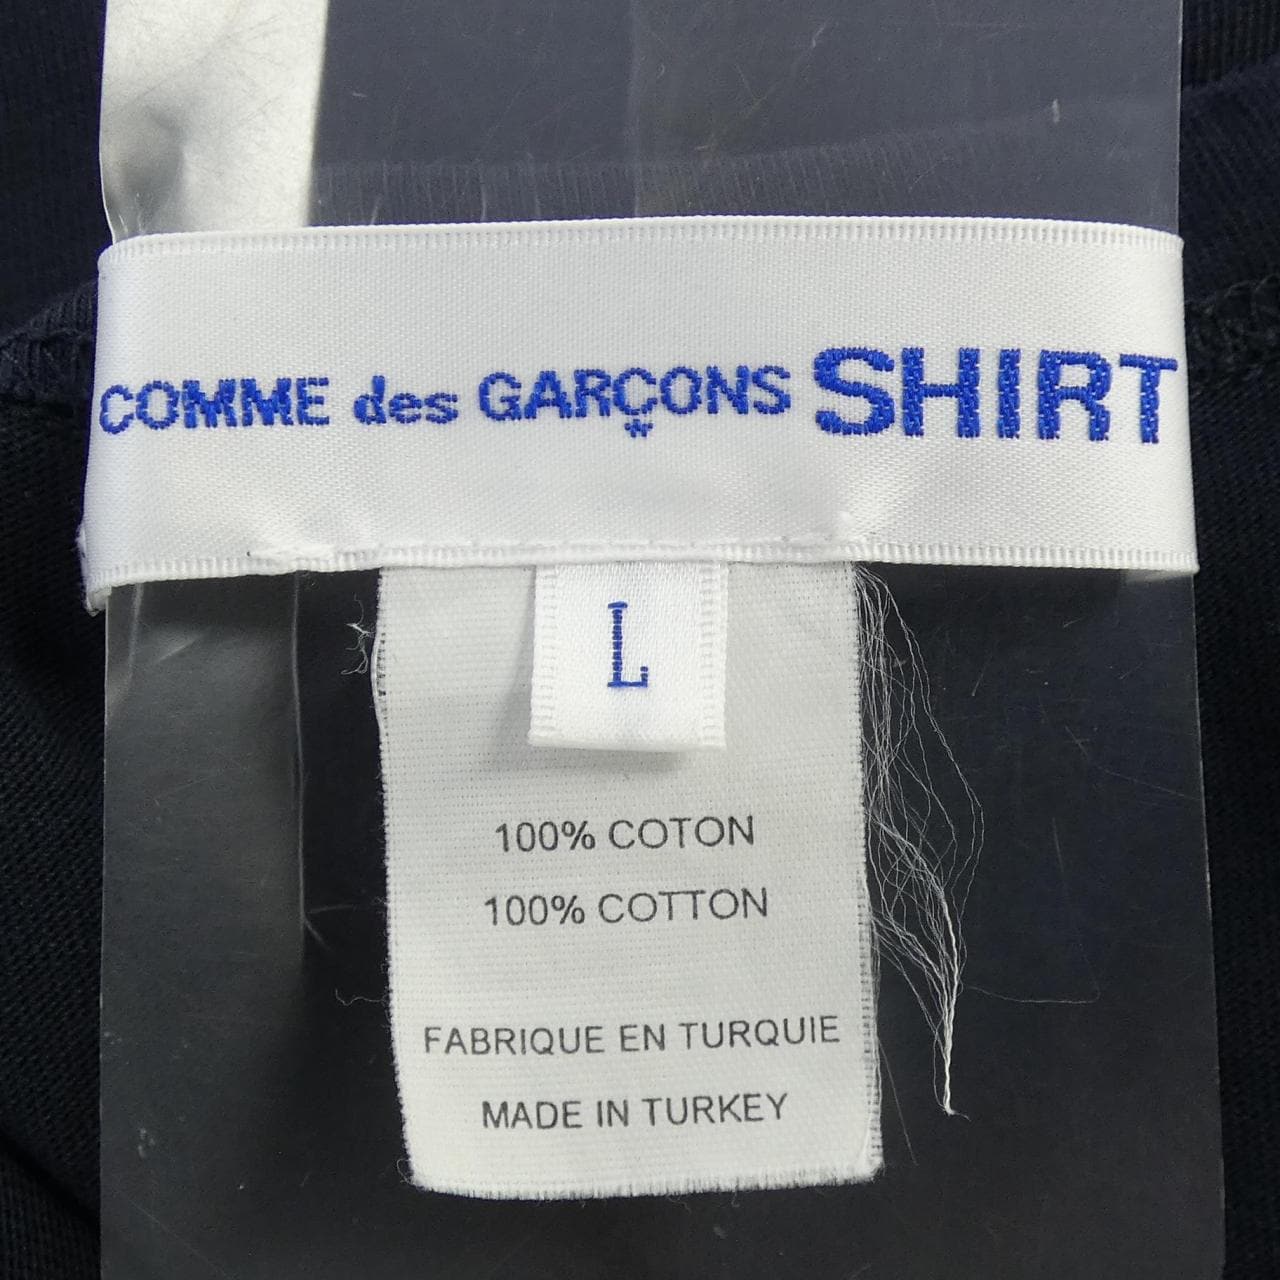 COMME des GARÇONS SHIRT
L
100% COTON
100% COTTON
FABRIQUE EN TURQUIE
MADE IN TURKEY